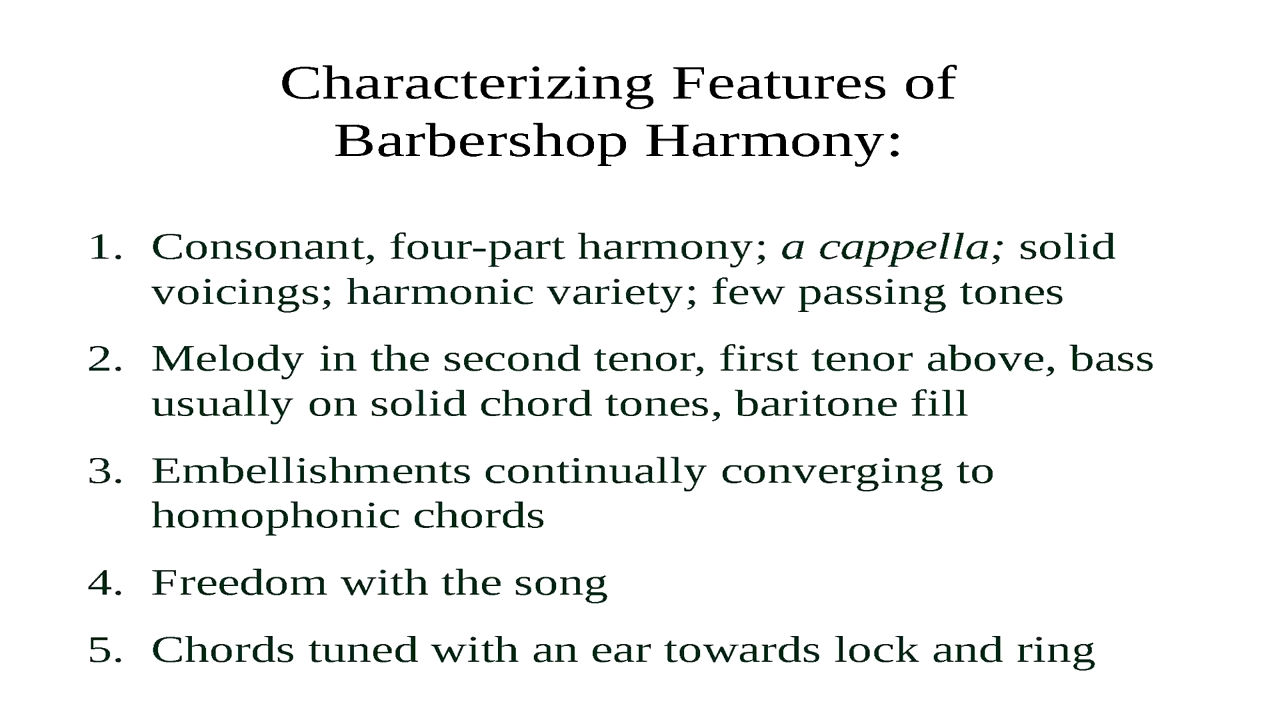 Characterizing Features of
Barbershop Harmony:
1. Consonant, four-part harmony; a cappella; solid
voicings; harmonic variety; few passing tones
2. Melody in the second tenor, first tenor above, bass
usually on solid chord tones, baritone fill
3. Embellishments continually converging to
homophonic chords
4. Freedom with the song
5. Chords tuned with an ear towards lock and ring